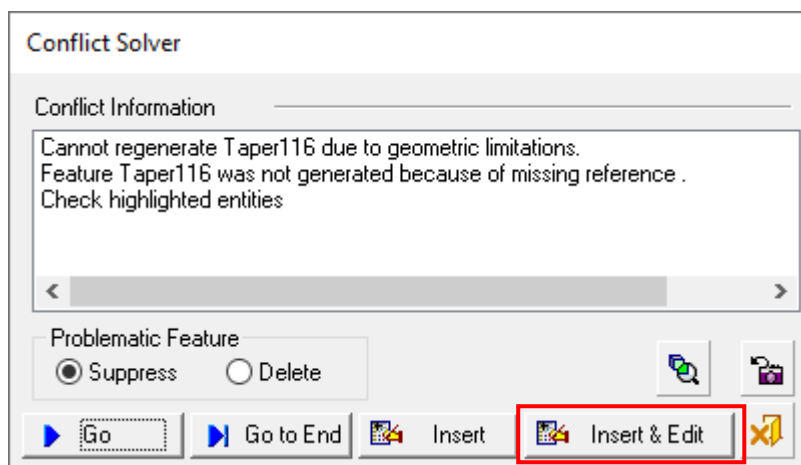 Conflict Solver
Conflict Information
Cannot regenerate Taper116 due to geometric limitations.
Feature Taper116 was not generated because of missing reference .
Check highlighted entities
Problematic Feature
Suppress Delete
Go Go to End Insert Insert & Edit